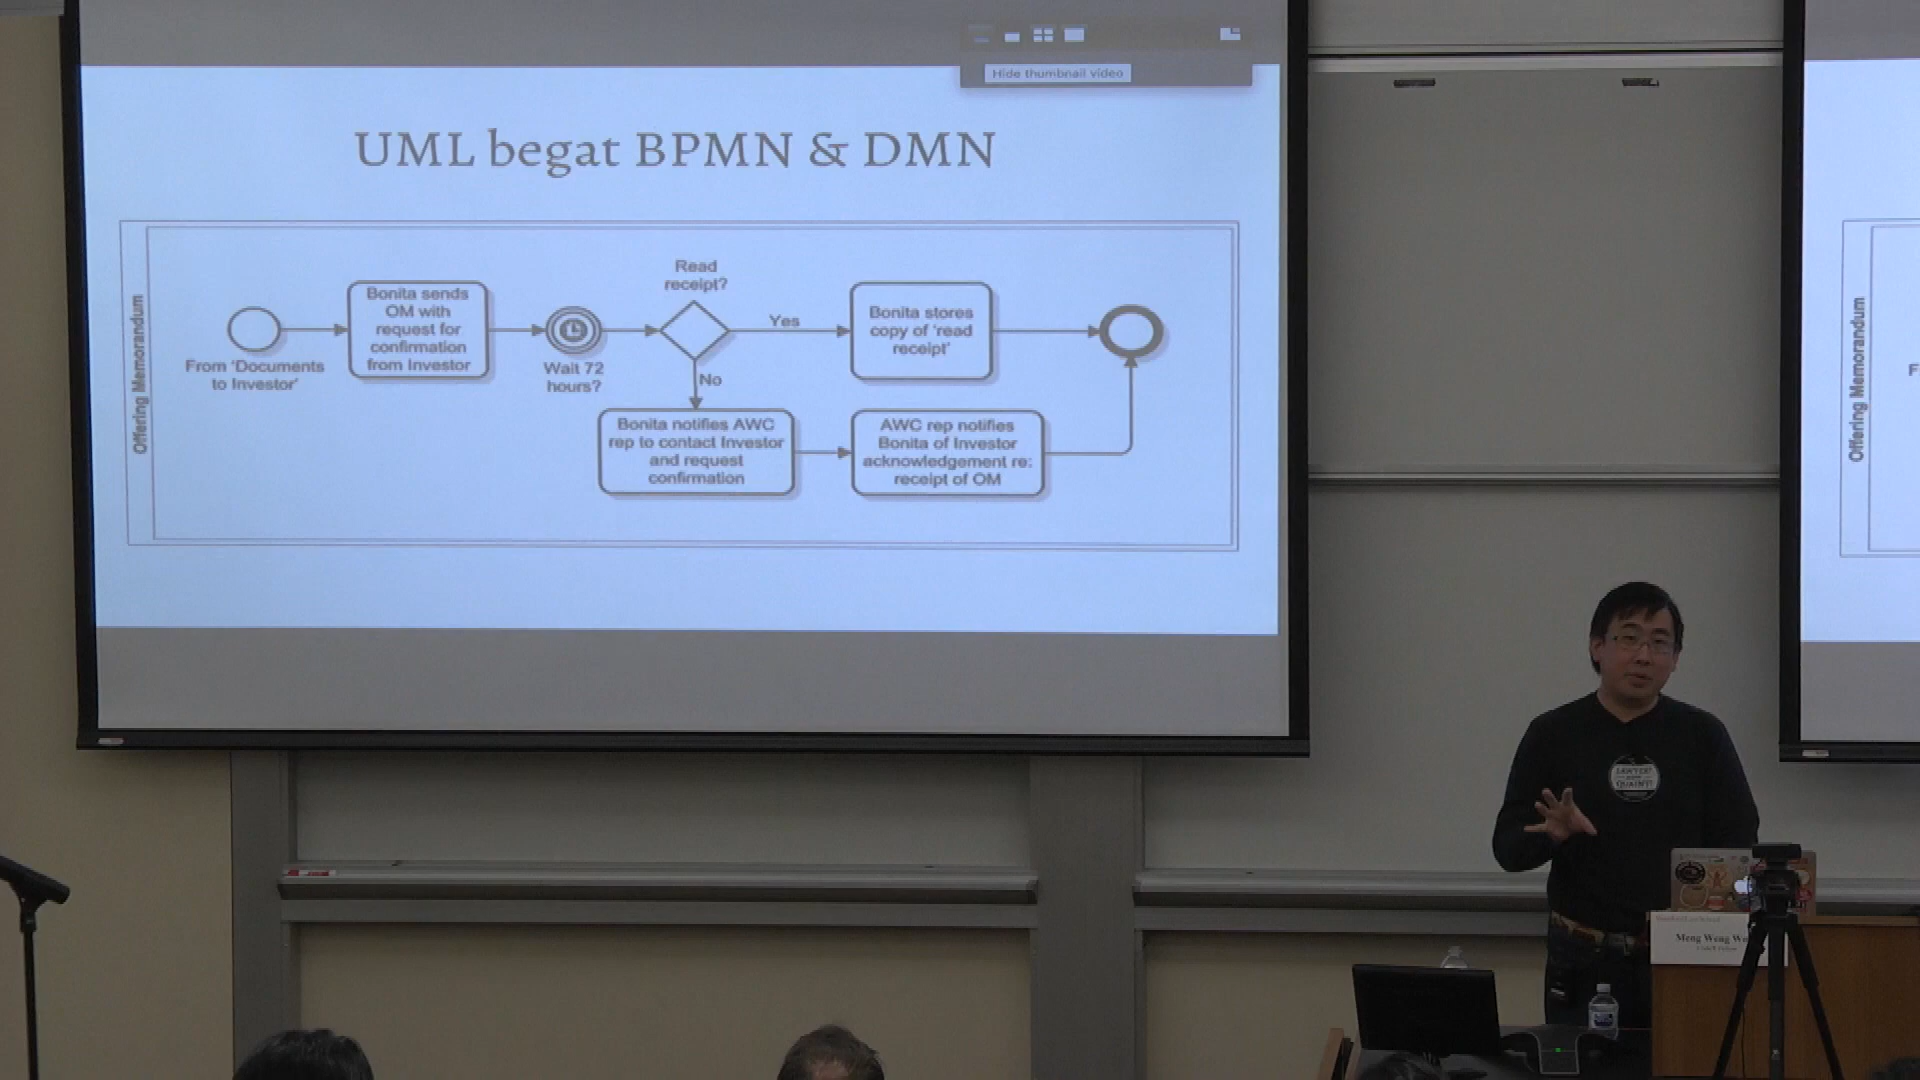 Hide thumbnail video
UML begat BPMN & DMN
Offering Memorandum
From 'Documents
to Investor'
Bonita sends
OM with
request for
confirmation
from Investor
Wait 72
hours?
Read
receipt?
Yes
No
Bonita stores
copy of 'read
receipt'
Bonita notifies AWC
rep to contact Investor
and request
confirmation
AWC rep notifies
Bonita of Investor
acknowledgement re:
receipt of OM
Offering Memorandum
F
Meng Weng